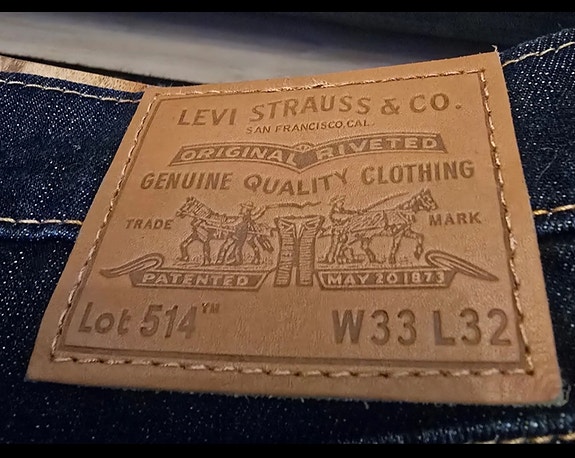 LEVI STRAUSS & CO.
SAN FRANCISCO, CAL.
ORIGINAL RIVETED
GENUINE QUALITY CLOTHING
TRADE MARK
PATENTED MAY 20 1873
Lot 514™ W33 L32